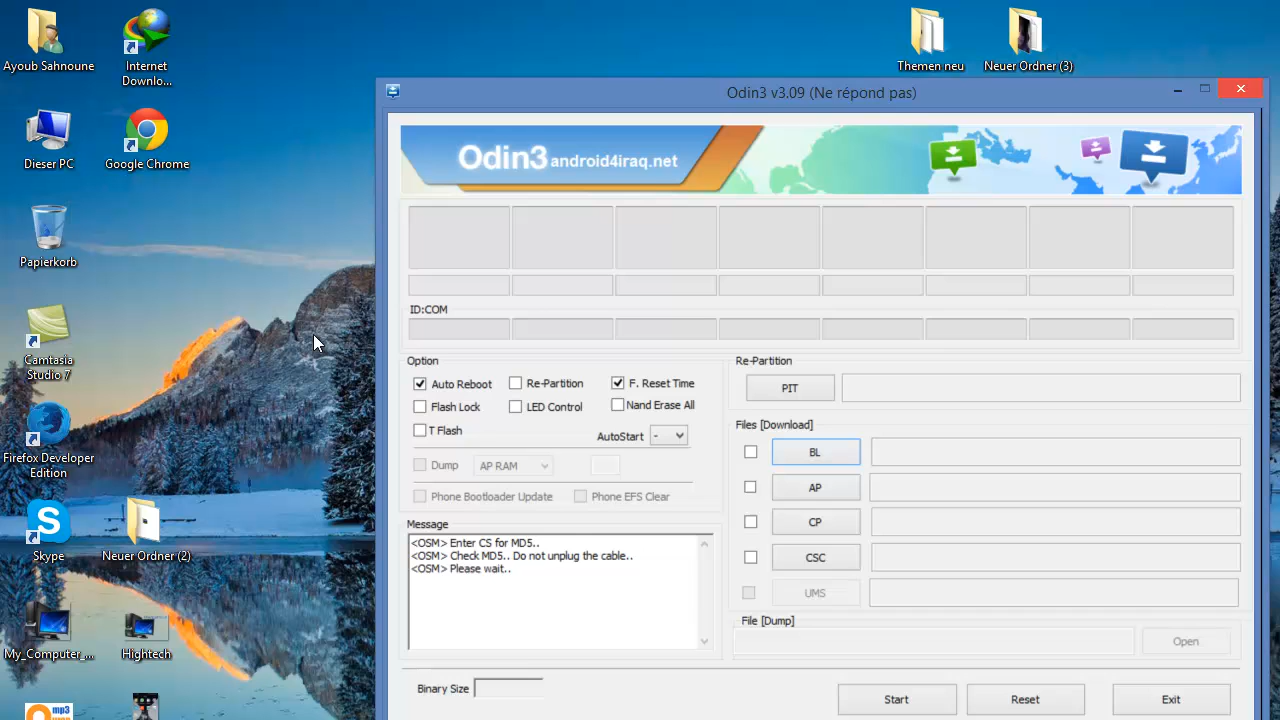 Ayoub Sahnoune
Internet
Downlo...
Themen neu
Neuer Ordner (3)
Dieser PC
Google Chrome
Papierkorb
Camtasia
Studio 7
Firefox Developer
Edition
Skype
Neuer Ordner (2)
My_Computer_...
Hightech
mp3
Odin3 v3.09 (Ne répond pas)
Odin3 android4iraq.net
ID:COM
Option
Auto Reboot
Re-Partition
F. Reset Time
Flash Lock
LED Control
Nand Erase All
T Flash
AutoStart
-
Dump
AP RAM
Phone Bootloader Update
Phone EFS Clear
Message
<OSM> Enter CS for MD5..
<OSM> Check MD5.. Do not unplug the cable..
<OSM> Please wait..
Re-Partition
PIT
Files [Download]
BL
AP
CP
CSC
UMS
File [Dump]
Open
Binary Size
Start
Reset
Exit